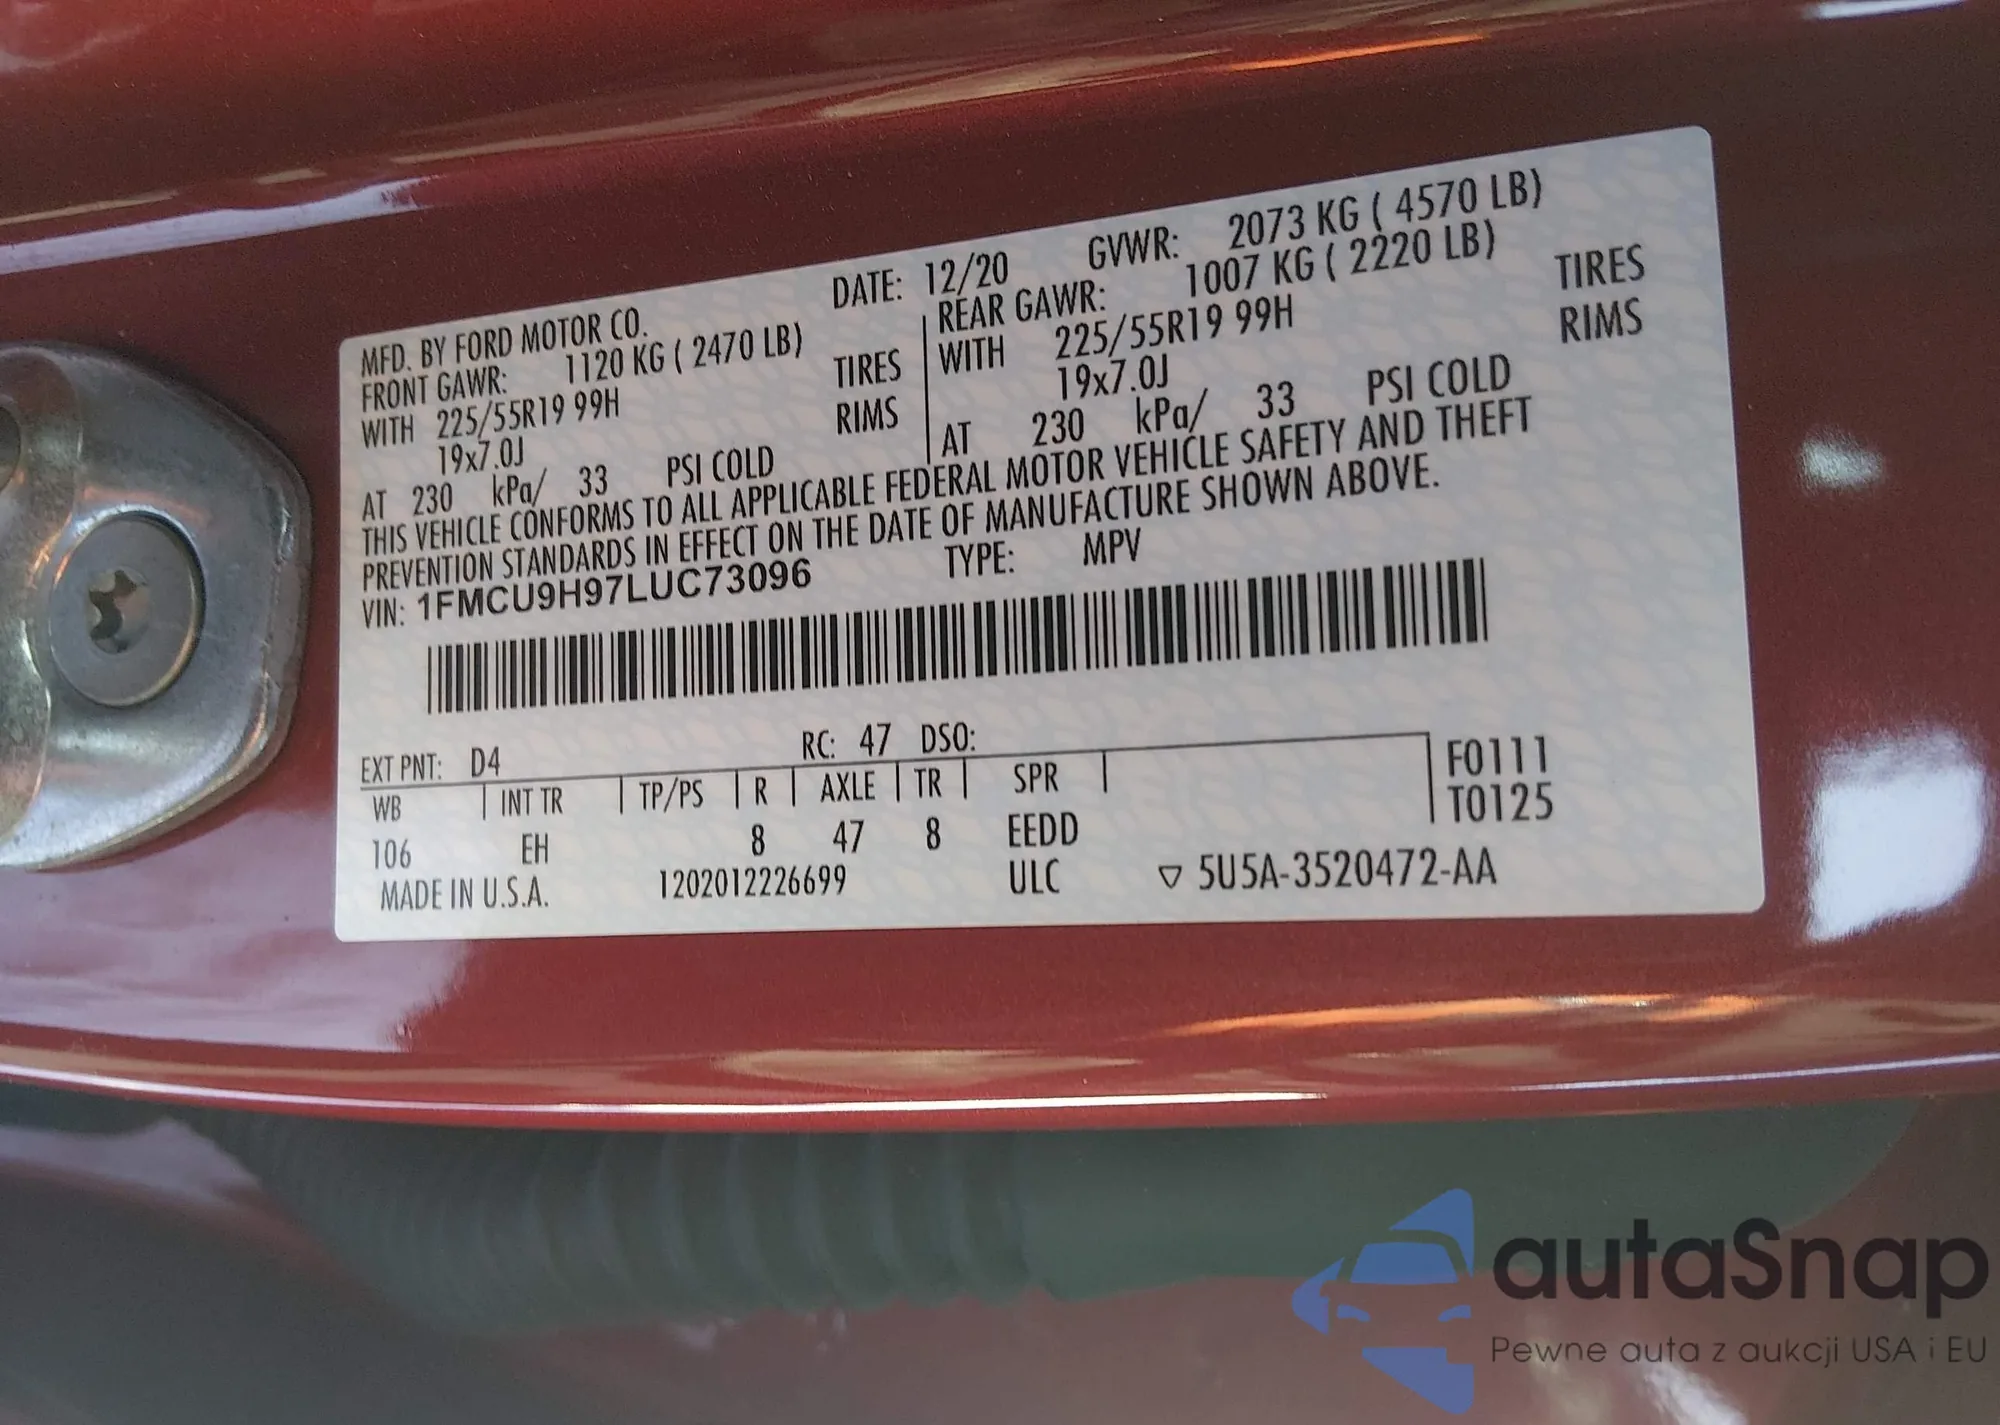 MFD. BY FORD MOTOR CO. DATE: 12/20 GVWR: 2073 KG ( 4570 LB)
FRONT GAWR: 1120 KG ( 2470 LB) REAR GAWR: 1007 KG ( 2220 LB)
WITH 225/55R19 99H TIRES WITH 225/55R19 99H TIRES
19x7.0J RIMS 19x7.0J RIMS
AT 230 kPa/ 33 PSI COLD AT 230 kPa/ 33 PSI COLD
THIS VEHICLE CONFORMS TO ALL APPLICABLE FEDERAL MOTOR VEHICLE SAFETY AND THEFT
PREVENTION STANDARDS IN EFFECT ON THE DATE OF MANUFACTURE SHOWN ABOVE.
VIN: 1FMCU9H97LUC73096 TYPE: MPV
EXT PNT: D4 RC: 47 DSO:
WB INT TR TP/PS R AXLE TR SPR F0111
T0125
106 EH 8 47 8 EEDD
MADE IN U.S.A. 1202012226699 ULC ▽ 5U5A-3520472-AA
autaSnap
Pewne auta z aukcji USA i EU